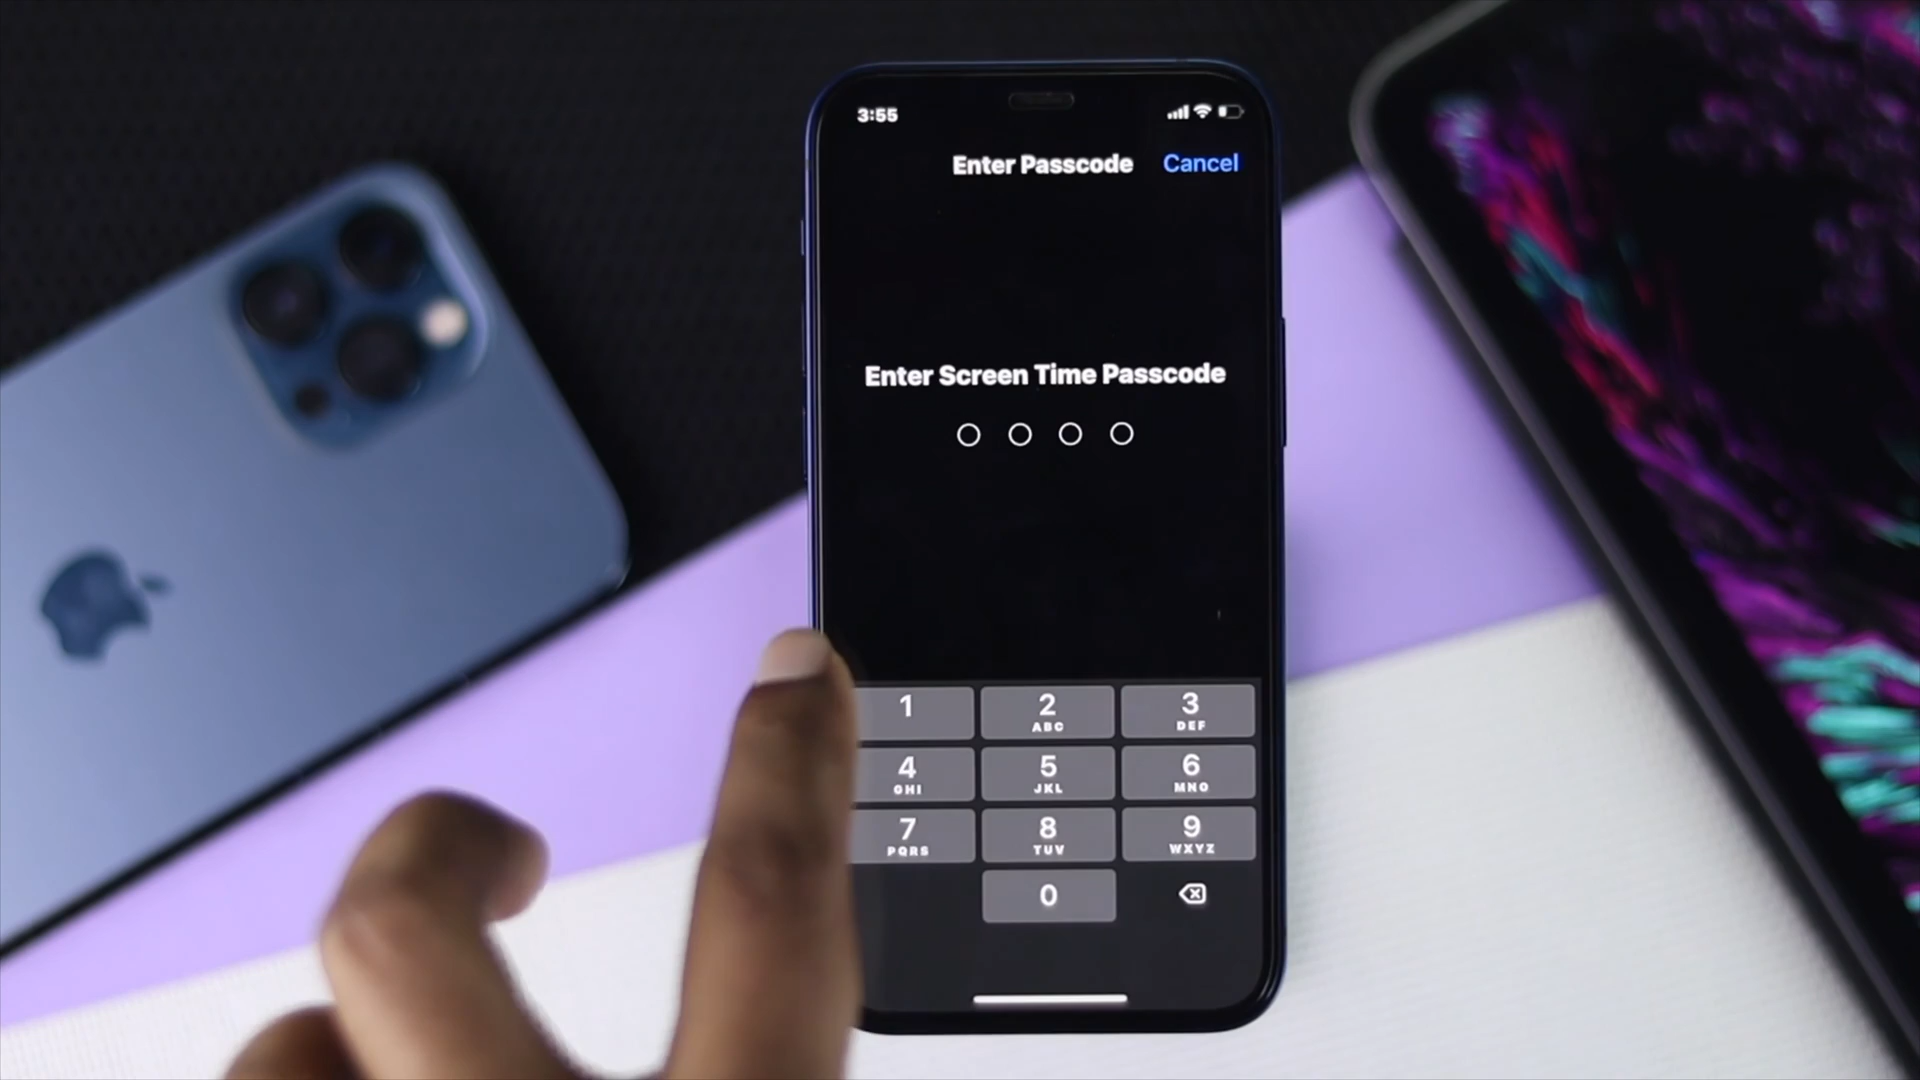 3:55
Enter Passcode Cancel
Enter Screen Time Passcode
1 2 3
ABC DEF
4 5 6
GHI JKL MNO
7 8 9
PQRS TUV WXYZ
0